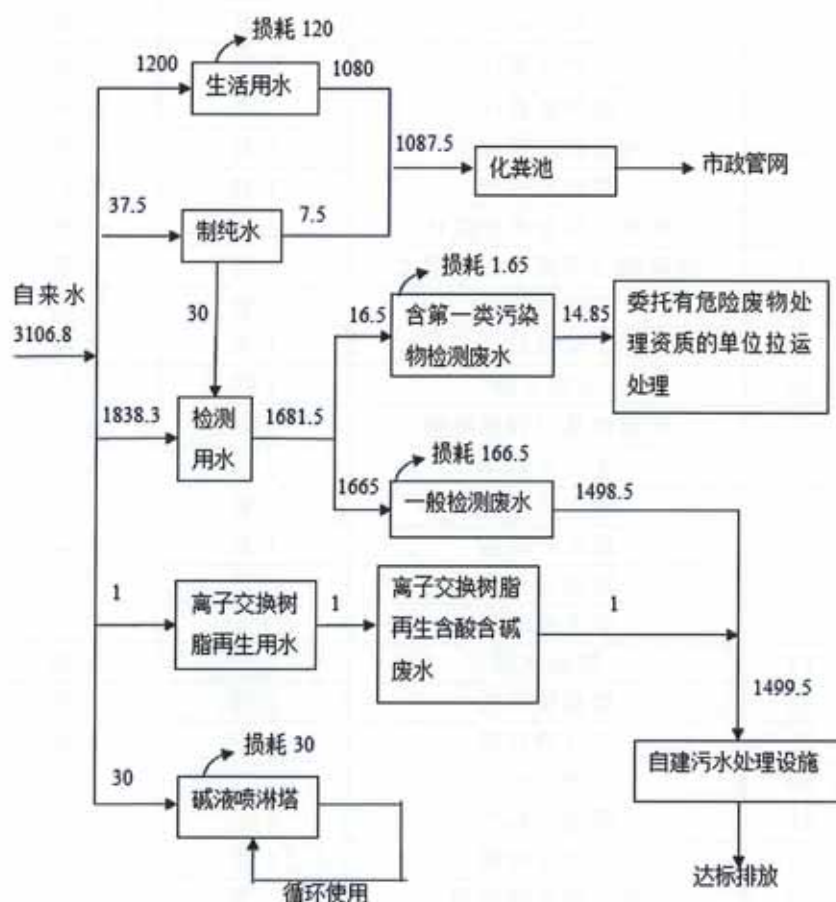 损耗 120
1200
生活用水
1080
1087.5
化粪池
市政管网
37.5
制纯水
7.5
自来水
3106.8
30
损耗 1.65
16.5
含第一类污染
物检测废水
14.85
委托有危险废物处
理资质的单位拉运
处理
1838.3
检测
用水
1681.5
损耗 166.5
1665
一般检测废水
1498.5
1
离子交换树
脂再生用水
1
离子交换树脂
再生含酸含碱
废水
1
1499.5
损耗 30
30
碱液喷淋塔
自建污水处理设施
循环使用
达标排放